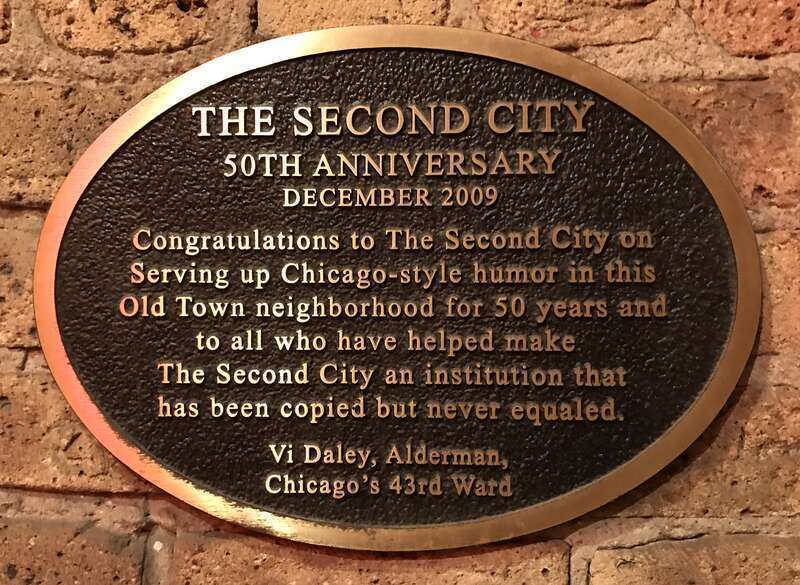 THE SECOND CITY
50TH ANNIVERSARY
DECEMBER 2009
Congratulations to The Second City on
Serving up Chicago-style humor in this
Old Town neighborhood for 50 years and
to all who have helped make
The Second City an institution that
has been copied but never equaled.
Vi Daley, Alderman,
Chicago's 43rd Ward